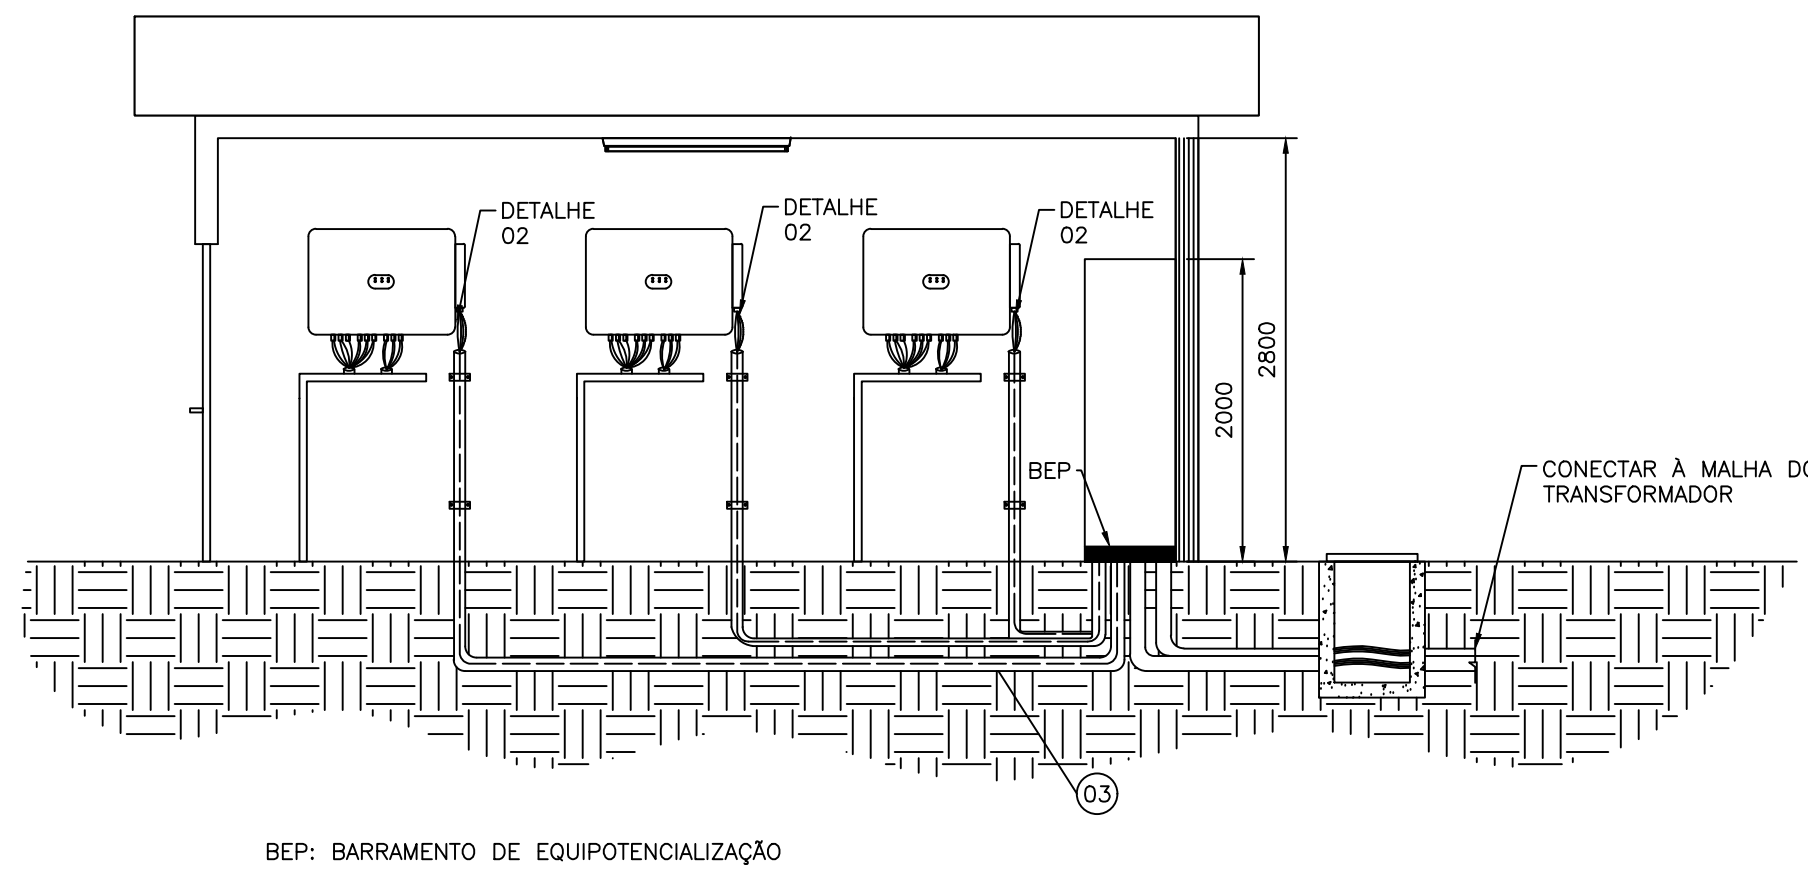 DETALHE
02
DETALHE
02
DETALHE
02
2800
2000
BEP
CONECTAR À MALHA DO
TRANSFORMADOR
03
BEP: BARRAMENTO DE EQUIPOTENCIALIZAÇÃO